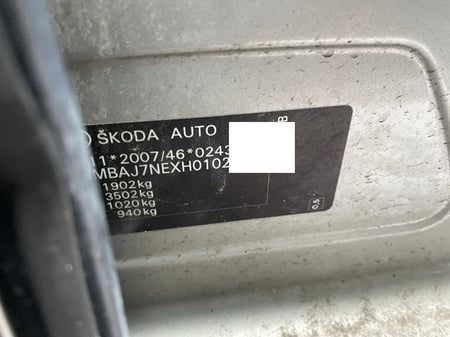 ŠKODA AUTO
11*2007/46*0243
MBAJ7NEXH0102
1902kg
3502kg
1020kg
940kg
B
0.5